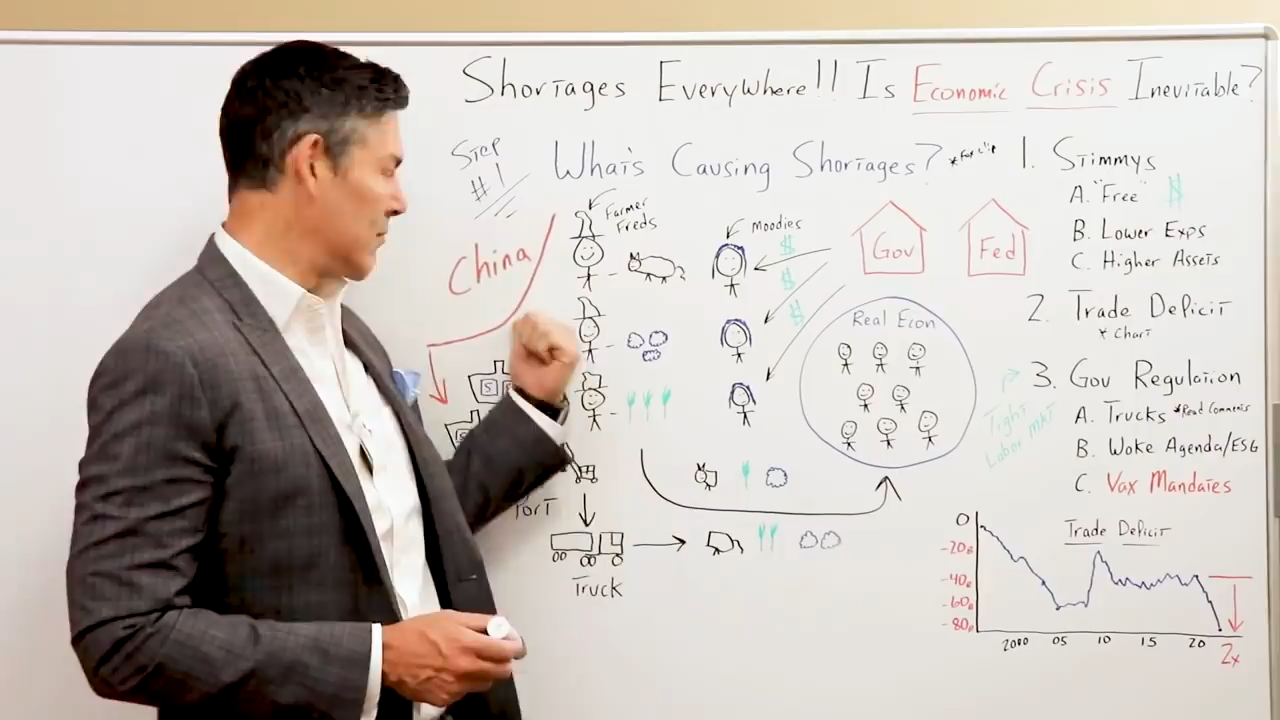 Shortages Everywhere!! Is Economic Crisis Inevitable?
Step
#1
What's Causing Shortages? *Fox Clip
Farmer
Freds
Moodies
China
$
$
$
Gov
Fed
Real Econ
S
S
Port
Truck
1. Stimmys
A. "Free" $
B. Lower Exps
C. Higher Assets
2. Trade Deficit
* Chart
3. Gov Regulation
Tight
Labor Mkt
A. Trucks *Read Comments
B. Woke Agenda/ESG
C. Vax Mandates
Trade Deficit
0
-20B
-40B
-60B
-80B
2000 05 10 15 20
2x